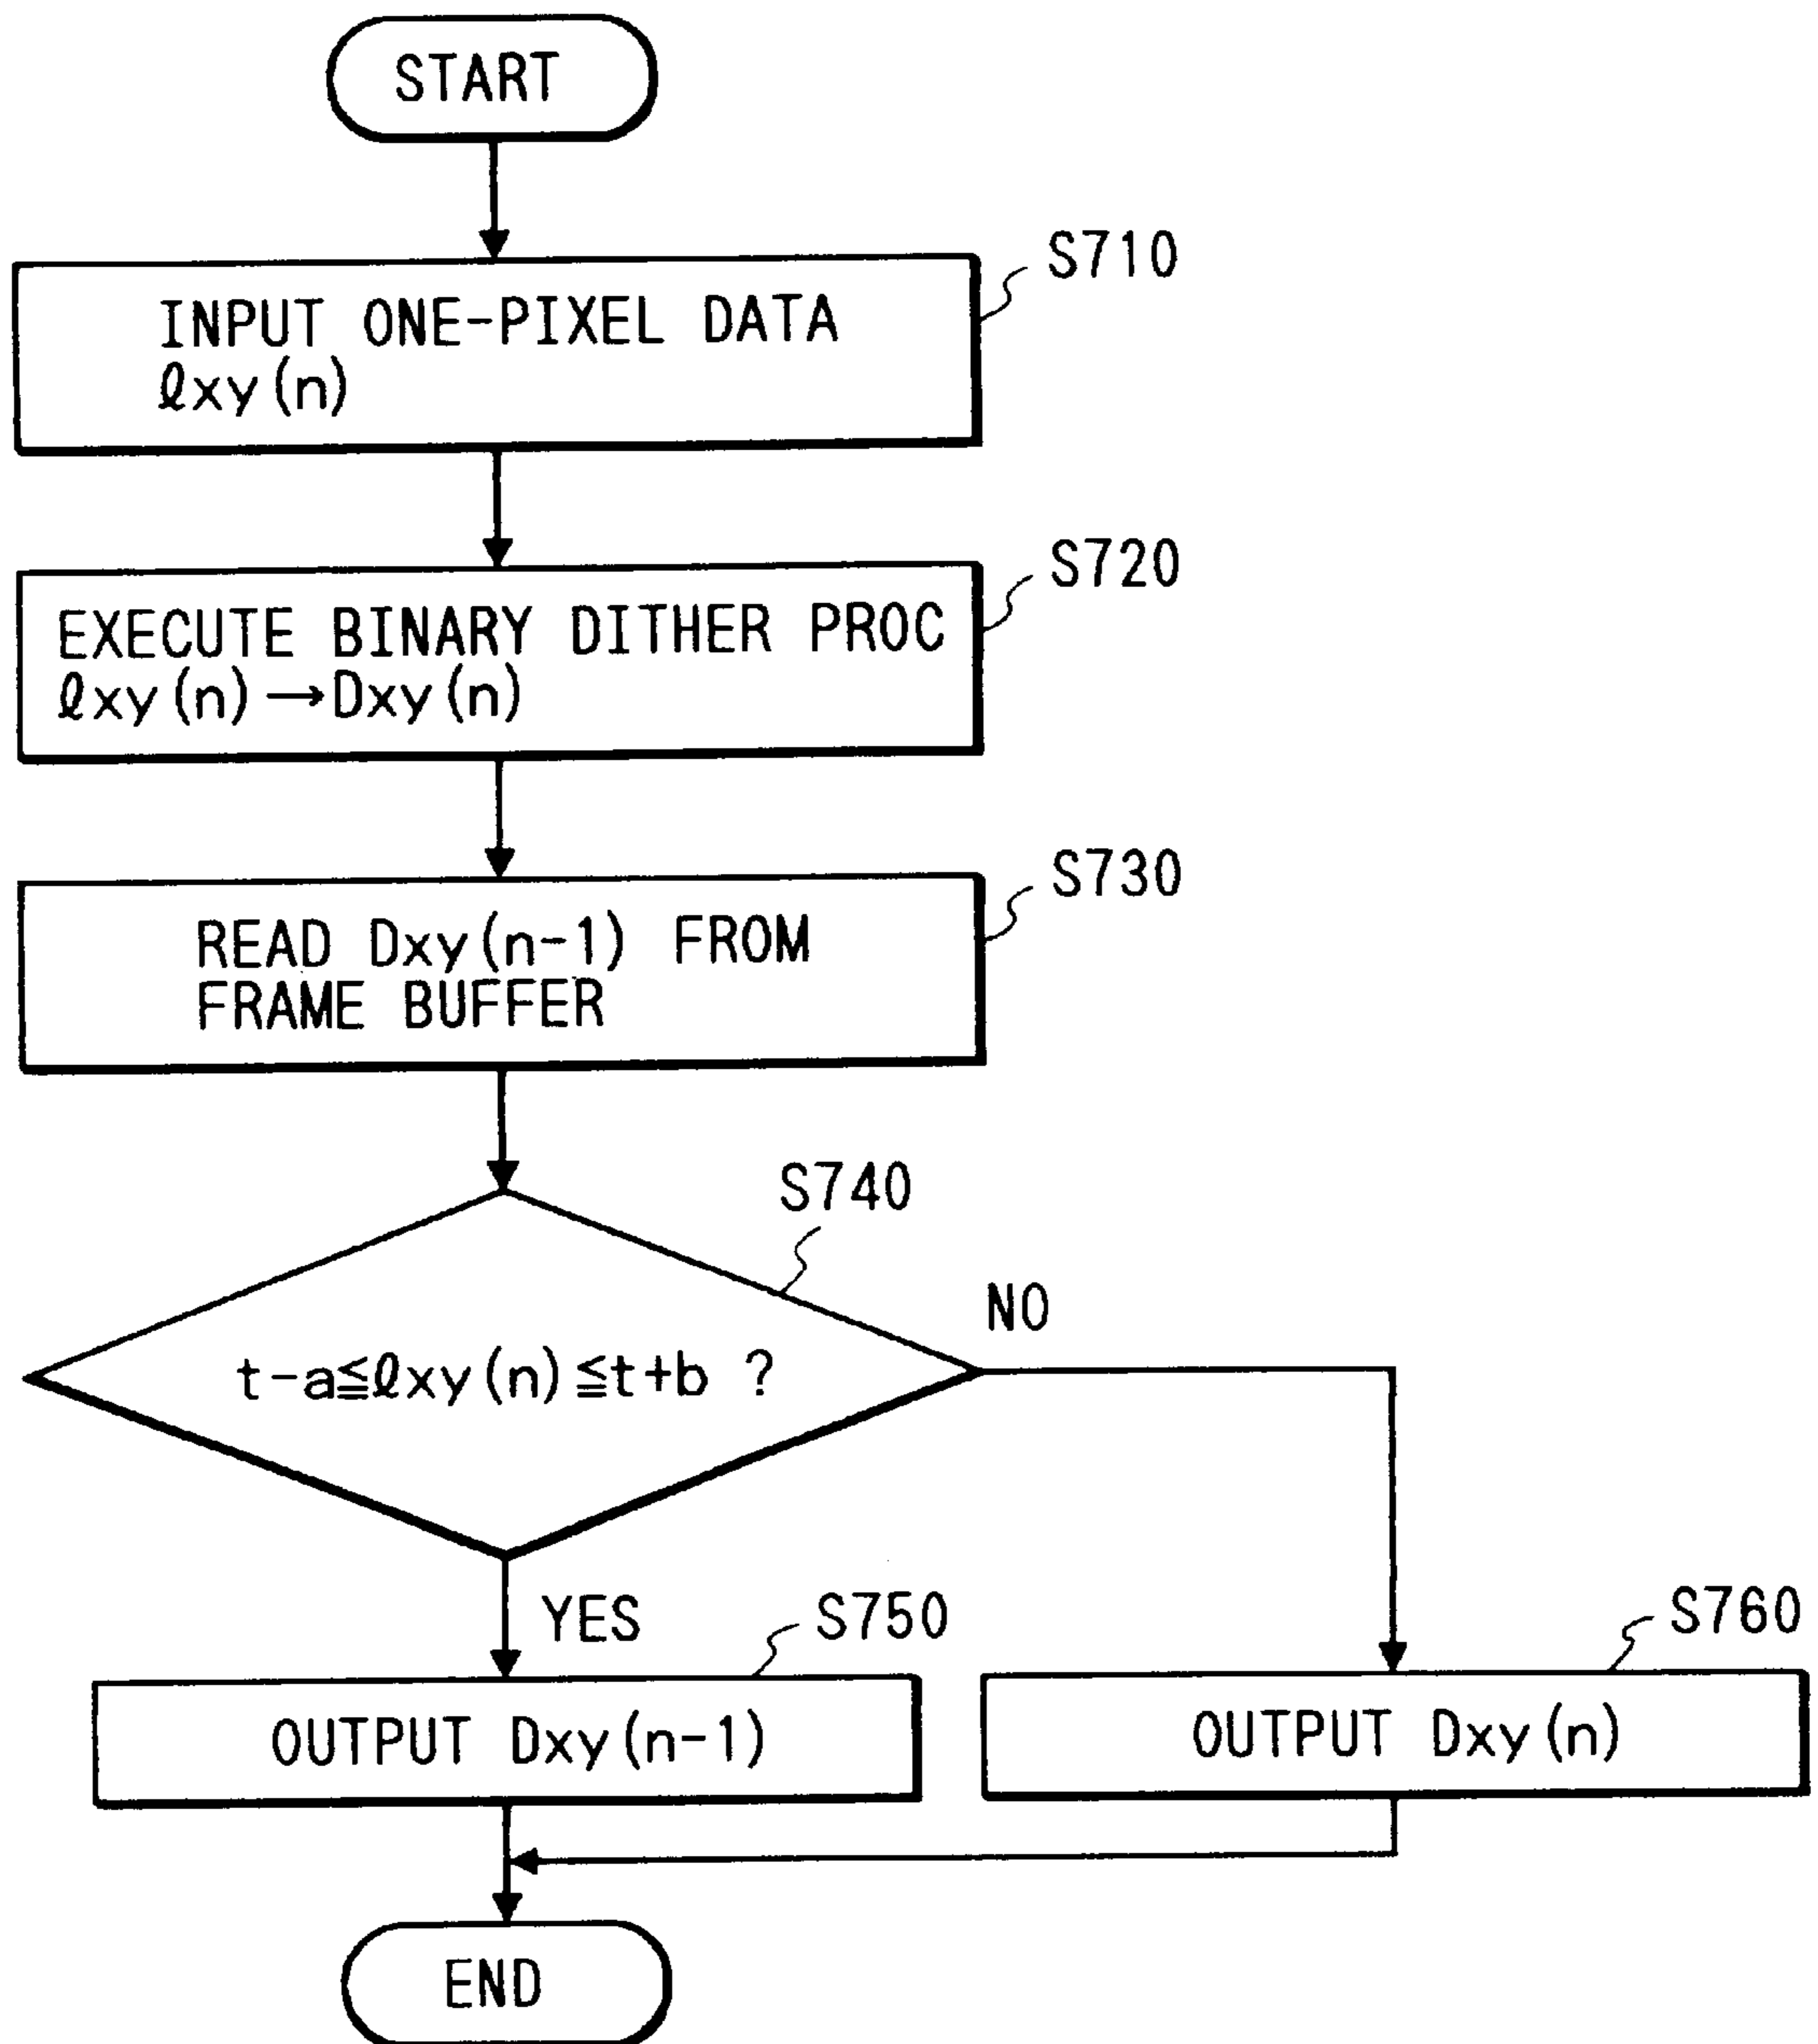 START
S710
INPUT ONE-PIXEL DATA
ℓxy(n)
S720
EXECUTE BINARY DITHER PROC
ℓxy(n)→Dxy(n)
S730
READ Dxy(n-1) FROM
FRAME BUFFER
S740
NO
t-a≦ℓxy(n)≦t+b ?
YES
S750
S760
OUTPUT Dxy(n-1)
OUTPUT Dxy(n)
END